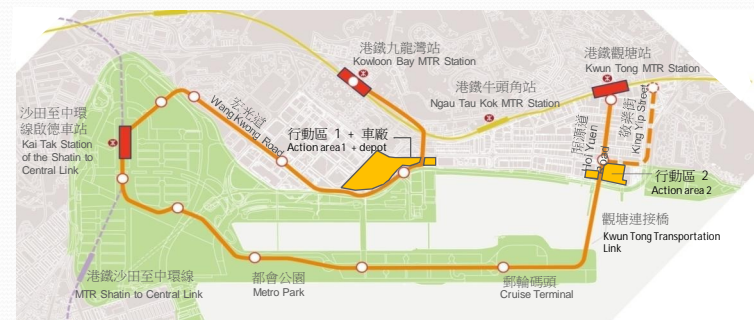 港鐵九龍灣站
Kowloon Bay MTR Station
港鐵觀塘站
Kwun Tong MTR Station
港鐵牛頭角站
Ngau Tau Kok MTR Station
沙田至中環
線啟德車站
Kai Tak Station
of the Shatin to
Central Link
宏光道
Wang Kwong Road
行動區 1 + 車廠
Action area 1 + depot
開源道
Hoi Yuen
Road
敬業街
King Yip Street
行動區 2
Action area 2
觀塘連接橋
Kwun Tong Transportation
Link
港鐵沙田至中環線
MTR Shatin to Central Link
都會公園
Metro Park
郵輪碼頭
Cruise Terminal